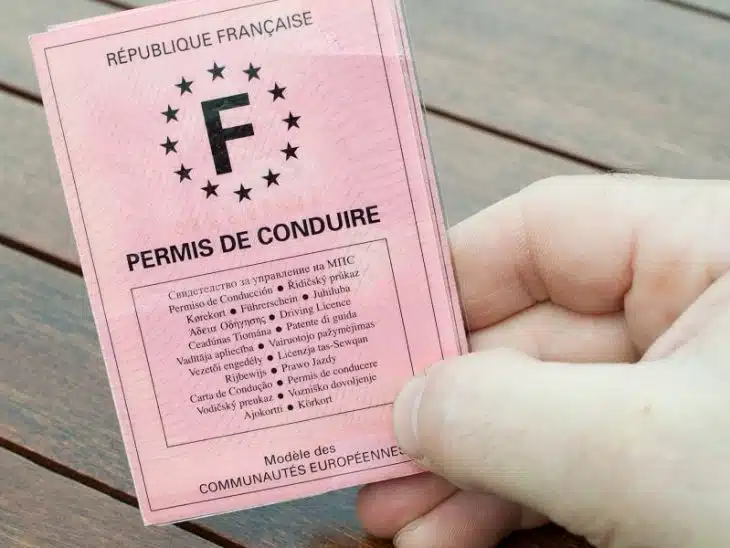 RÉPUBLIQUE FRANÇAISE
F
PERMIS DE CONDUIRE
Свидетелство за управление на МПС
Permiso de Conducción ● Řidičský průkaz
Kørekort ● Führerschein ● Juhiluba
Άδεια Οδήγησης ● Driving Licence
Ceadúnas Tiomána ● Patente di guida
Vadītāja apliecība ● Vairuotojo pažymėjimas
Vezetői engedély ● Liċenzja tas-Sewqan
Rijbewijs ● Prawo Jazdy
Carta de Condução ● Permis de conducere
Vodičský preukaz ● Vozniško dovoljenje
Ajokortti ● Körkort
Modèle des
COMMUNAUTÉS EUROPÉENNES